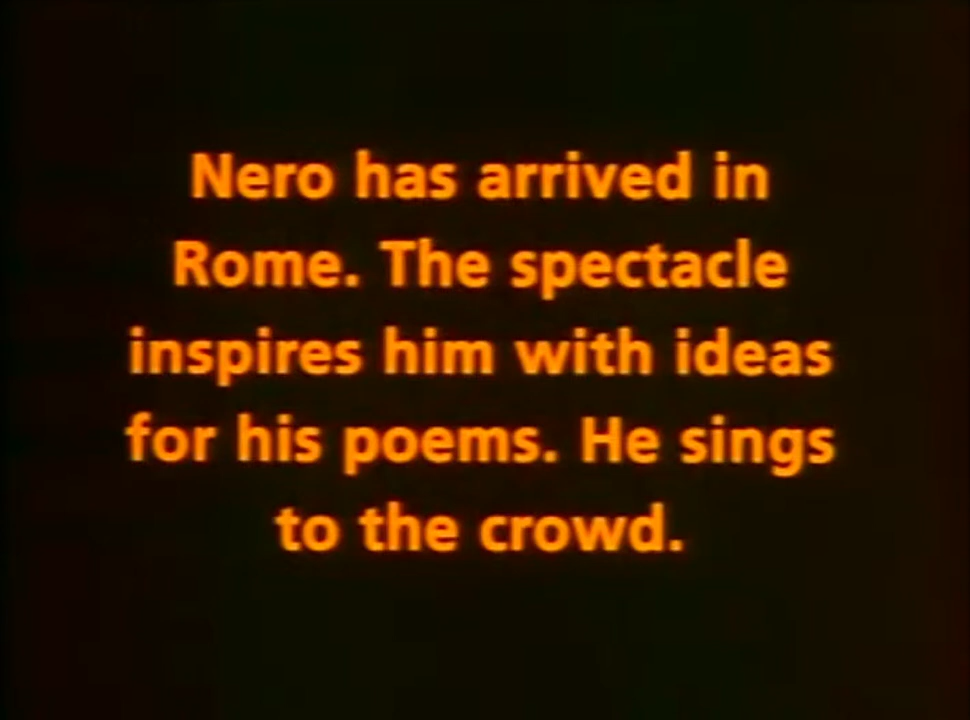 Nero has arrived in
Rome. The spectacle
inspires him with ideas
for his poems. He sings
to the crowd.